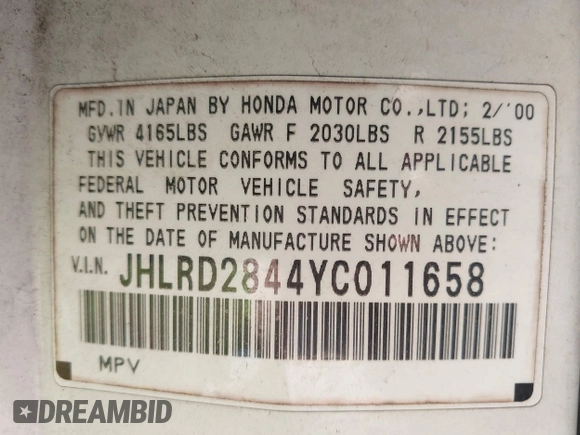 MFD.IN JAPAN BY HONDA MOTOR CO.,LTD; 2/'00
GVWR 4165LBS GAWR F 2030LBS R 2155LBS
THIS VEHICLE CONFORMS TO ALL APPLICABLE
FEDERAL MOTOR VEHICLE SAFETY,
AND THEFT PREVENTION STANDARDS IN EFFECT
ON THE DATE OF MANUFACTURE SHOWN ABOVE:
V.I.N. JHLRD2844YC011658
MPV
DREAMBID